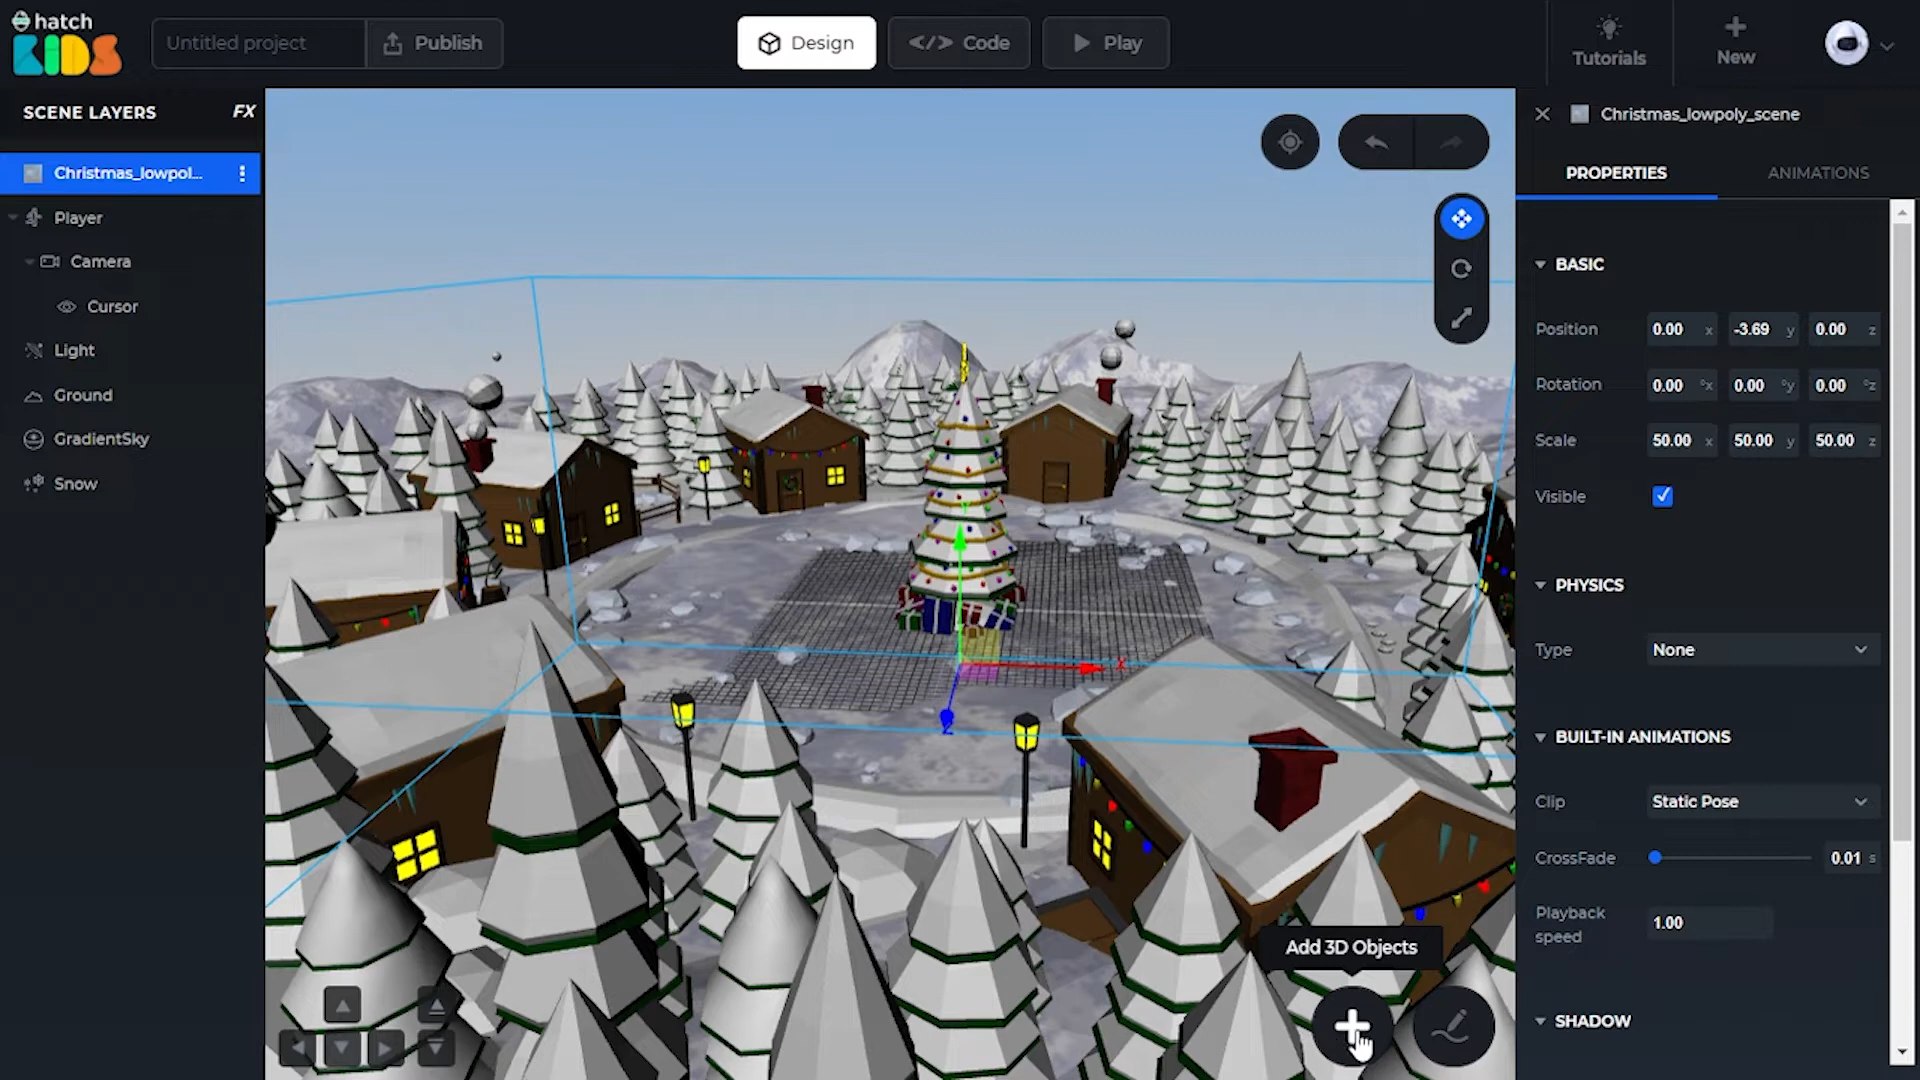 hatch
KIDS
Untitled project
Publish
Design
</> Code
Play
Tutorials
New
SCENE LAYERS
FX
Christmas_lowpol...
Player
Camera
Cursor
Light
Ground
GradientSky
Snow
X
Z
Add 3D Objects
Christmas_lowpoly_scene
PROPERTIES
ANIMATIONS
BASIC
Position 0.00 x -3.69 y 0.00 z
Rotation 0.00 °x 0.00 °y 0.00 °z
Scale 50.00 x 50.00 y 50.00 z
Visible
PHYSICS
Type None
BUILT-IN ANIMATIONS
Clip Static Pose
CrossFade 0.01 s
Playback
speed 1.00
SHADOW